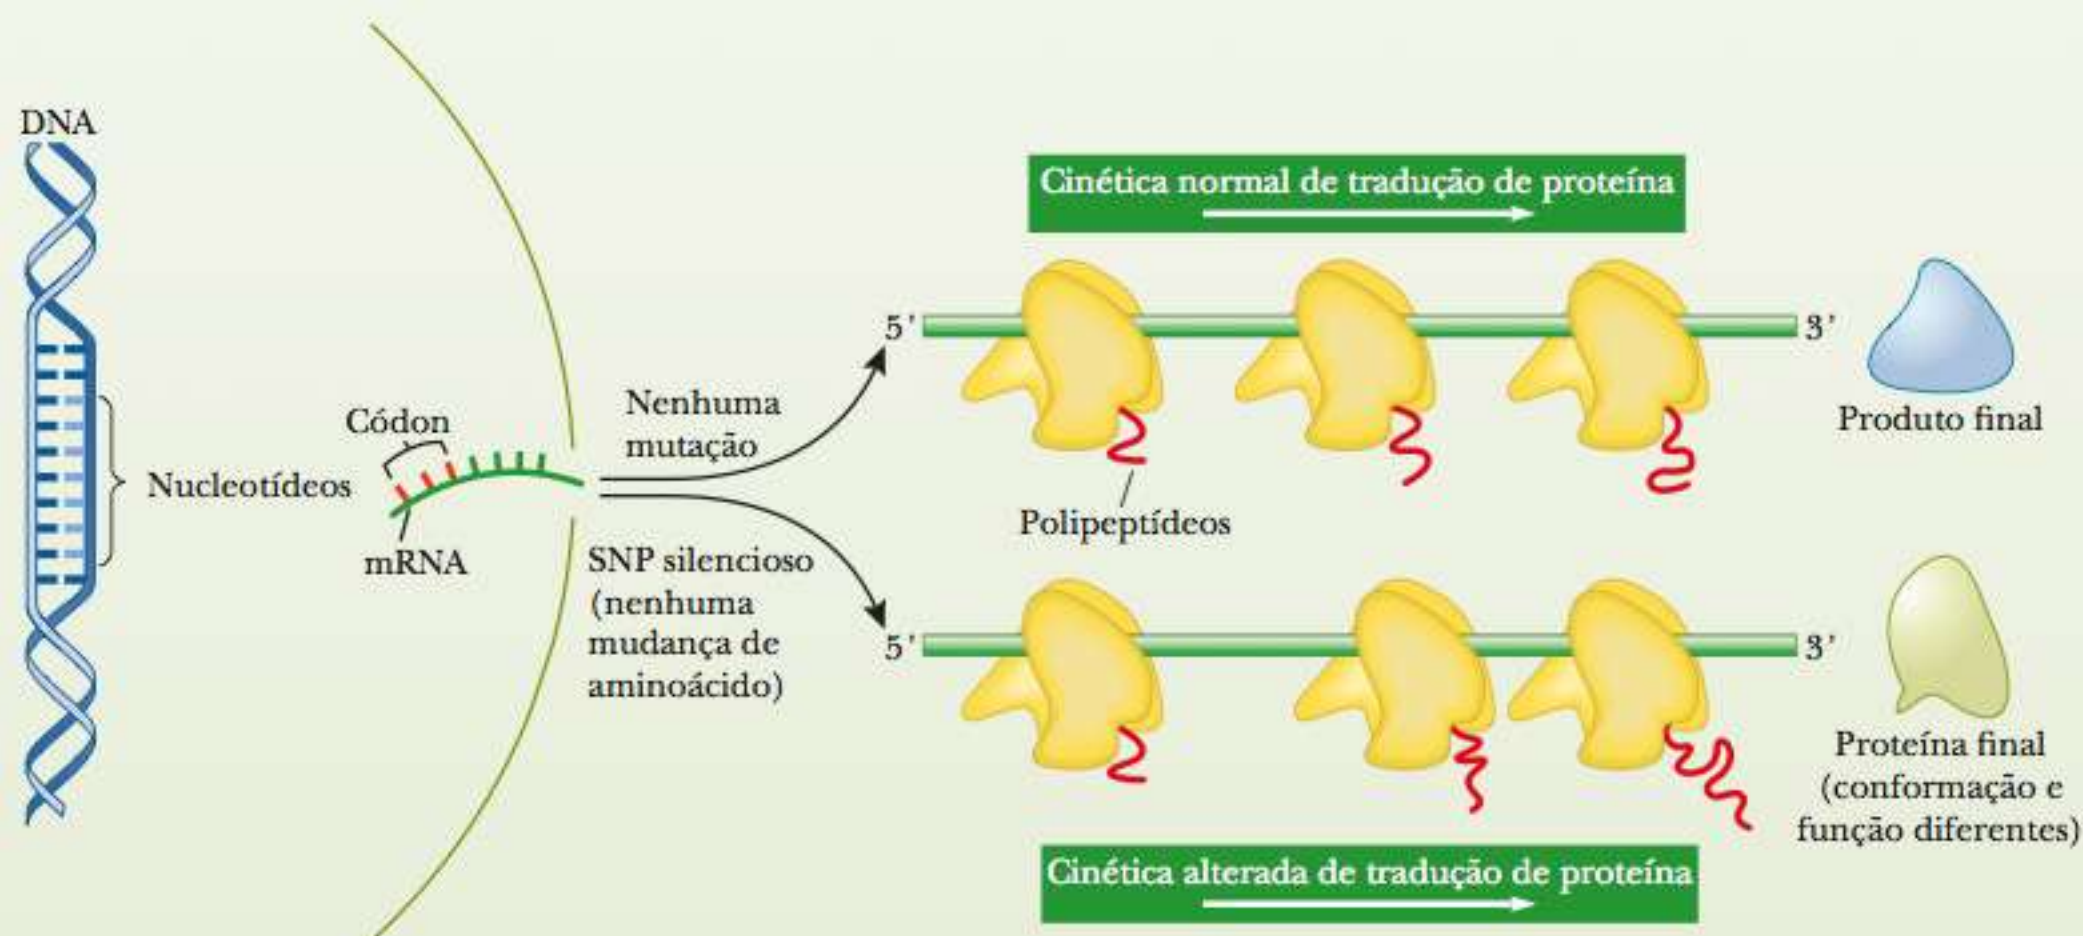 DNA
Nucleotídeos
Códon
mRNA
Nenhuma
mutação
SNP silencioso
(nenhuma
mudança de
aminoácido)
Cinética normal de tradução de proteína
5'
3'
Polipeptídeos
Produto final
5'
3'
Proteína final
(conformação e
função diferentes)
Cinética alterada de tradução de proteína